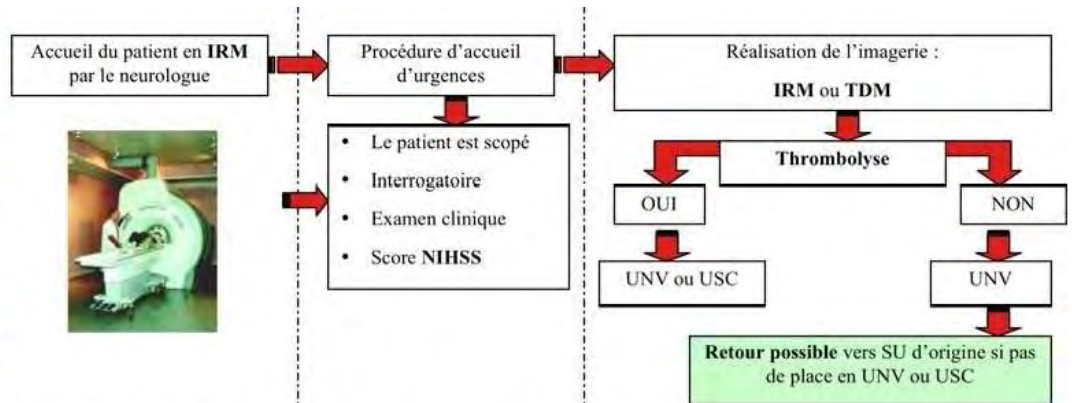 Accueil du patient en IRM
par le neurologue
Procédure d'accueil
d'urgences
• Le patient est scopé
• Interrogatoire
• Examen clinique
• Score NIHSS
Réalisation de l'imagerie :
IRM ou TDM
Thrombolyse
OUI
NON
UNV ou USC
UNV
Retour possible vers SU d'origine si pas
de place en UNV ou USC